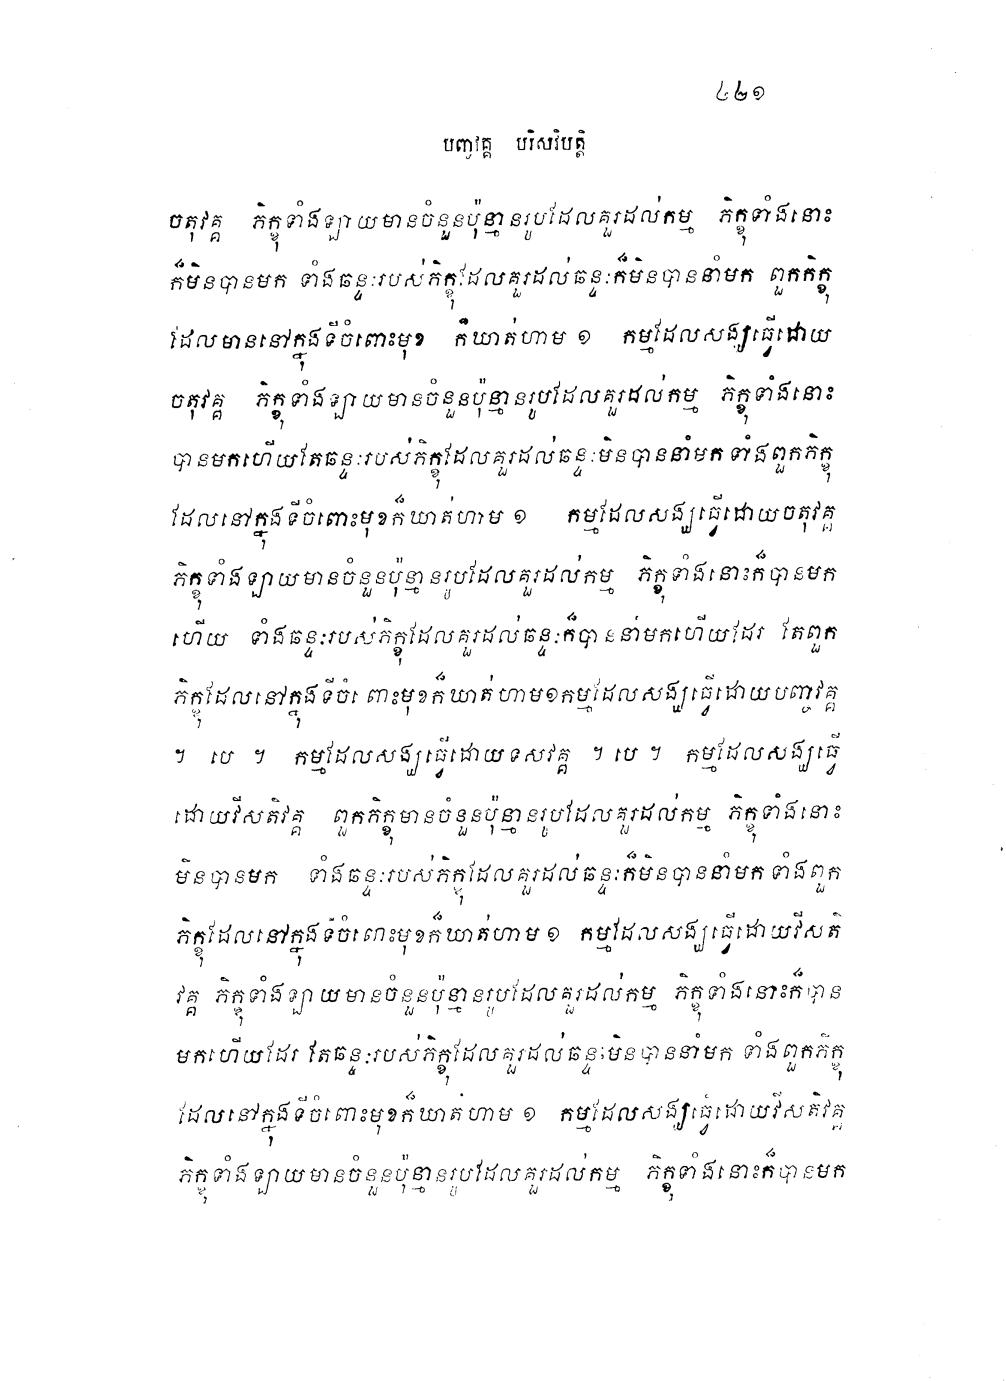 ៤២១
បញ្ចវគ្គ បរិសវិបត្តិ
ចតុវគ្គ ភិក្ខុទាំងឡាយមានចំនួនប៉ុន្មានរូបដែលគួរដល់កម្ម ភិក្ខុទាំងនោះ
ក៏មិនបានមក ទាំងឆន្ទៈរបស់ភិក្ខុដែលគួរដល់ឆន្ទៈក៏មិនបាននាំមក ពួកភិក្ខុ
ដែលមាននៅក្នុងទីចំពោះមុខ ក៏ឃាត់ហាម ១ កម្មដែលសង្ឃធ្វើដោយ
ចតុវគ្គ ភិក្ខុទាំងឡាយមានចំនួនប៉ុន្មានរូបដែលគួរដល់កម្ម ភិក្ខុទាំងនោះ
បានមកហើយតែឆន្ទៈរបស់ភិក្ខុដែលគួរដល់ឆន្ទៈមិនបាននាំមក ទាំងពួកភិក្ខុ
ដែលនៅក្នុងទីចំពោះមុខក៏ឃាត់ហាម ១ កម្មដែលសង្ឃធ្វើដោយចតុវគ្គ
ភិក្ខុទាំងឡាយមានចំនួនប៉ុន្មានរូបដែលគួរដល់កម្ម ភិក្ខុទាំងនោះក៏បានមក
ហើយ ទាំងឆន្ទៈរបស់ភិក្ខុដែលគួរដល់ឆន្ទៈក៏បាននាំមកហើយដែរ តែពួក
ភិក្ខុដែលនៅក្នុងទីចំពោះមុខក៏ឃាត់ហាម១កម្មដែលសង្ឃធ្វើដោយបញ្ចវគ្គ
។ បេ ។ កម្មដែលសង្ឃធ្វើដោយទសវគ្គ ។ បេ ។ កម្មដែលសង្ឃធ្វើ
ដោយវីសតិវគ្គ ពួកភិក្ខុមានចំនួនប៉ុន្មានរូបដែលគួរដល់កម្ម ភិក្ខុទាំងនោះ
មិនបានមក ទាំងឆន្ទៈរបស់ភិក្ខុដែលគួរដល់ឆន្ទៈក៏មិនបាននាំមក ទាំងពួក
ភិក្ខុដែលនៅក្នុងទីចំពោះមុខក៏ឃាត់ហាម ១ កម្មដែលសង្ឃធ្វើដោយវីសតិ
វគ្គ ភិក្ខុទាំងឡាយមានចំនួនប៉ុន្មានរូបដែលគួរដល់កម្ម ភិក្ខុទាំងនោះក៏បាន
មកហើយដែរ តែឆន្ទៈរបស់ភិក្ខុដែលគួរដល់ឆន្ទៈមិនបាននាំមក ទាំងពួកភិក្ខុ
ដែលនៅក្នុងទីចំពោះមុខក៏ឃាត់ហាម ១ កម្មដែលសង្ឃធ្វើដោយវីសតិវគ្គ
ភិក្ខុទាំងឡាយមានចំនួនប៉ុន្មានរូបដែលគួរដល់កម្ម ភិក្ខុទាំងនោះក៏បានមក